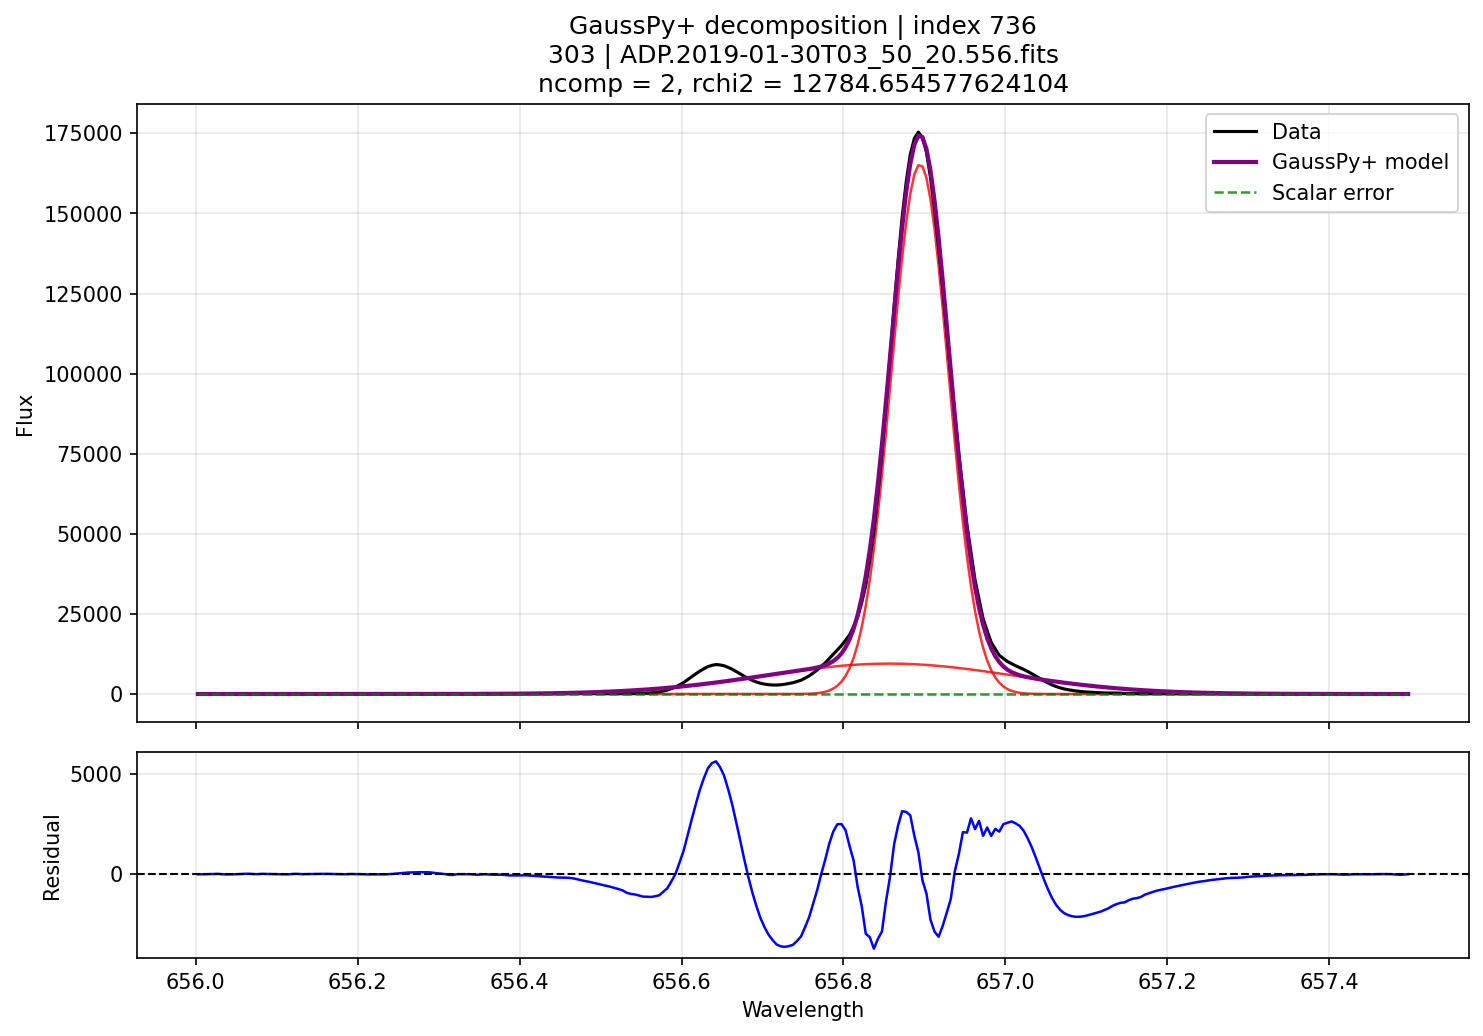 GaussPy+ decomposition | index 736
303 | ADP.2019-01-30T03_50_20.556.fits
ncomp = 2, rchi2 = 12784.654577624104
Data
GaussPy+ model
Scalar error
175000
150000
125000
100000
75000
50000
25000
0
Flux
5000
0
Residual
656.0 656.2 656.4 656.6 656.8 657.0 657.2 657.4
Wavelength